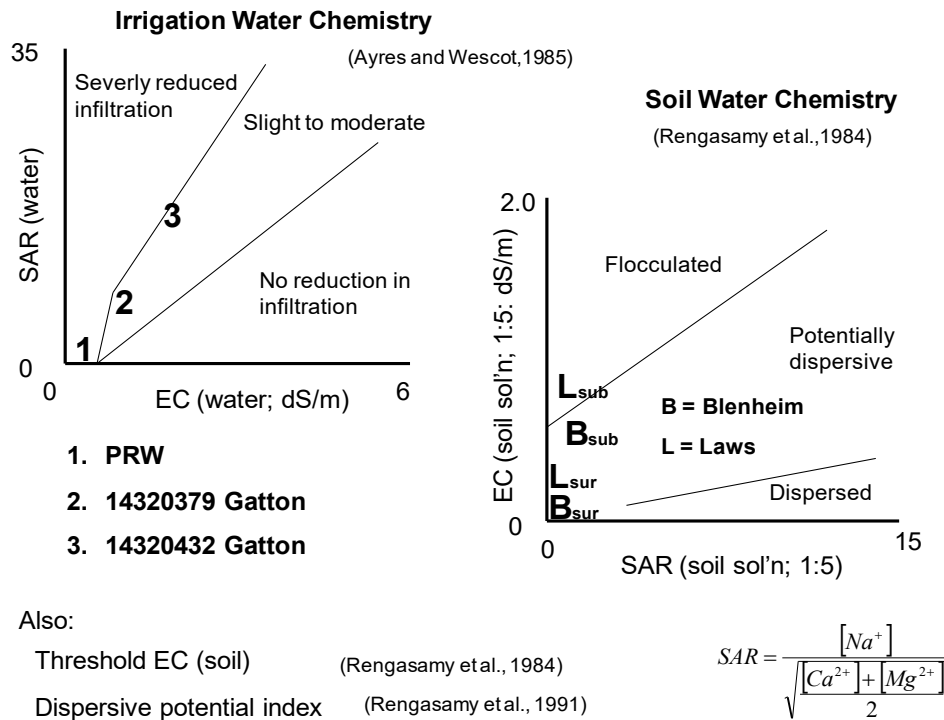 Irrigation Water Chemistry
(Ayres and Wescot,1985)
35
Severly reduced
infiltration
Slight to moderate
SAR (water)
3
2
No reduction in
infiltration
1
0
0
6
EC (water; dS/m)
1. PRW
2. 14320379 Gatton
3. 14320432 Gatton
Soil Water Chemistry
(Rengasamy et al.,1984)
2.0
Flocculated
EC (soil sol'n; 1:5: dS/m)
Potentially
dispersive
Lsub
B = Blenheim
Bsub
L = Laws
Lsur
Dispersed
Bsur
0
0
15
SAR (soil sol'n; 1:5)
Also:
Threshold EC (soil) (Rengasamy et al., 1984)
Dispersive potential index (Rengasamy et al., 1991)
SAR = [Na+] / √([Ca2+] + [Mg2+] / 2)